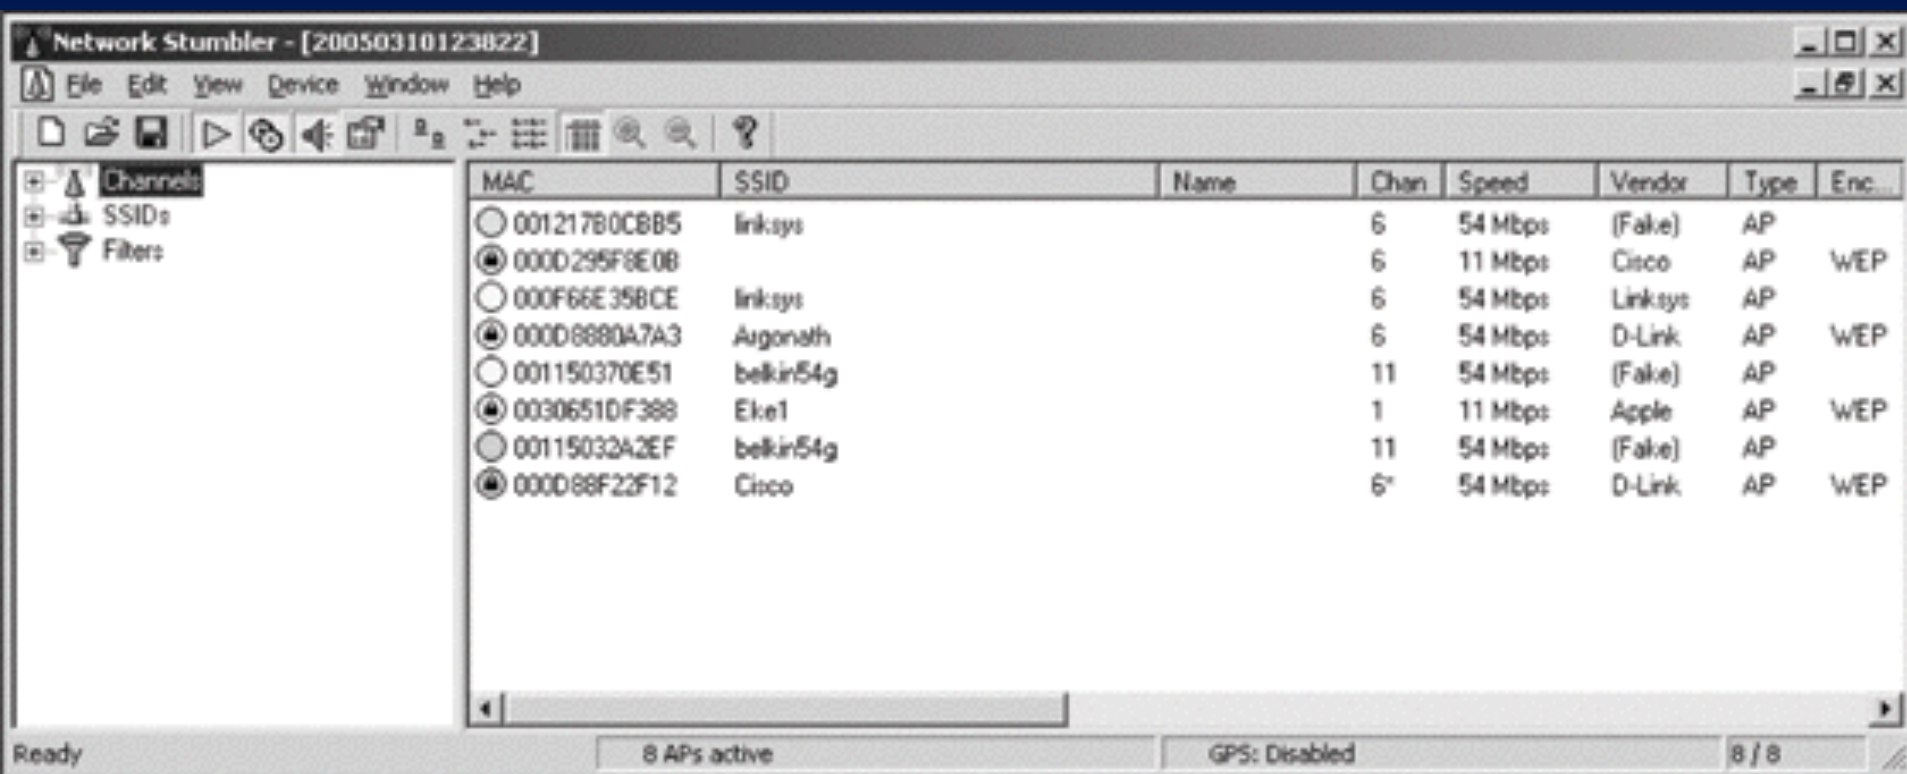 Network Stumbler - [20050310123822]
File Edit View Device Window Help
Channels
SSIDs
Filters
MAC SSID Name Chan Speed Vendor Type Enc...
001217B0CBB5 linksys 6 54 Mbps (Fake) AP
000D295F8E0B 6 11 Mbps Cisco AP WEP
000F66E35BCE linksys 6 54 Mbps Linksys AP
000D8880A7A3 Argonath 6 54 Mbps D-Link AP WEP
001150370E51 belkin54g 11 54 Mbps (Fake) AP
0030651DF388 Eke1 1 11 Mbps Apple AP WEP
00115032A2EF belkin54g 11 54 Mbps (Fake) AP
000D88F22F12 Cisco 6* 54 Mbps D-Link AP WEP
Ready 8 APs active GPS: Disabled 8 / 8